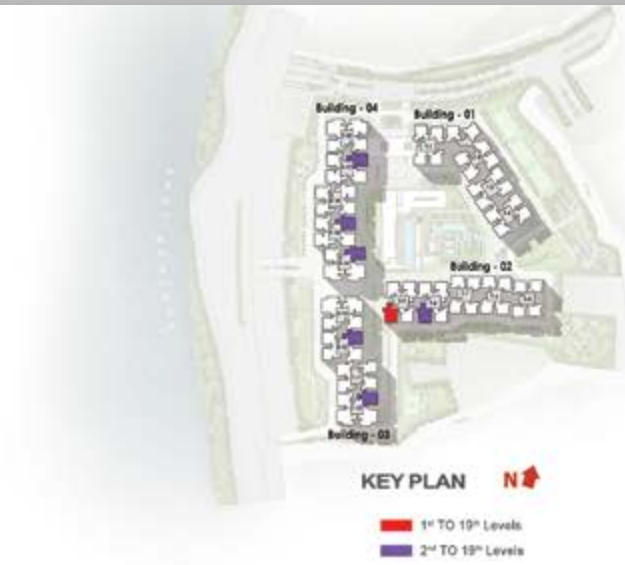 Building - 04
Building - 01
Building - 02
Building - 03
KEY PLAN N
1st TO 19th Levels
2nd TO 19th Levels